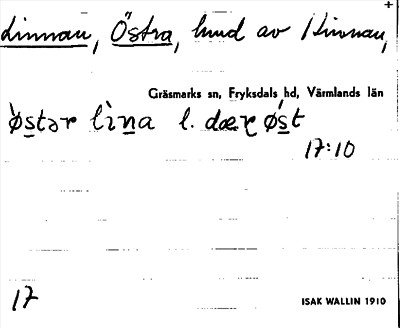 Linnan, Östra, hmd av Linnan,
Gräsmarks sn, Fryksdals hd, Värmlands län
østər lìna l. dær øst
17:10
17
ISAK WALLIN 1910